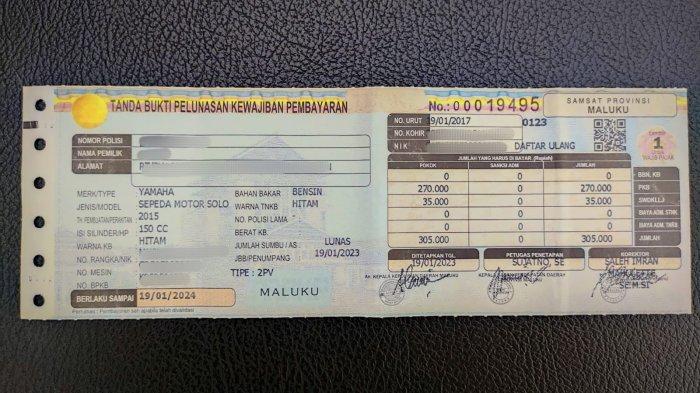 TANDA BUKTI PELUNASAN KEWAJIBAN PEMBAYARAN
NOMOR POLISI
NAMA PEMILIK
ALAMAT
MERK/TYPE YAMAHA BAHAN BAKAR BENSIN
JENIS/MODEL SEPEDA MOTOR SOLO WARNA TNKB HITAM
TH. PEMBUATAN/PERAKITAN 2015 NO. POLISI LAMA
ISI SILINDER/HP 150 CC BERAT KB.
WARNA KB HITAM JUMLAH SUMBU / AS LUNAS
NO. RANGKA/NIK JBB/PENUMPANG 19/01/2023
NO. MESIN TIPE : 2PV
NO. BPKB MALUKU
BERLAKU SAMPAI 19/01/2024
No.: 00019495
SAMSAT PROVINSI
MALUKU
NO. URUT 19/01/2017 0123
NO. KOHIR
NIK DAFTAR ULANG
1
WAJIB PAJAK
JUMLAH YANG HARUS DI BAYAR (Rupiah)
POKOK SANKSI ADM JUMLAH
0 0 0 BBN. KB
270.000 0 270.000 PKB
35.000 0 35.000 SWDKLLJ
0 0 0 BIAYA ADM. STNK
0 0 0 BIAYA ADM. TNKB
305.000 0 305.000 JUMLAH
DITETAPKAN TGL. PETUGAS PENETAPAN KOREKTOR
19/01/2023 SUJATNO, SE SALEH IMRAN
SE.M.SI